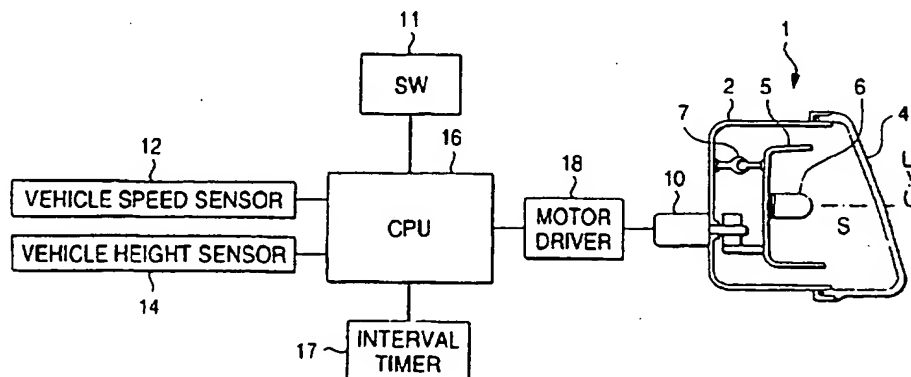 1
11
SW
2
5
6
4
7
12
16
18
10
VEHICLE SPEED SENSOR
CPU
MOTOR
DRIVER
S
VEHICLE HEIGHT SENSOR
14
17
INTERVAL
TIMER